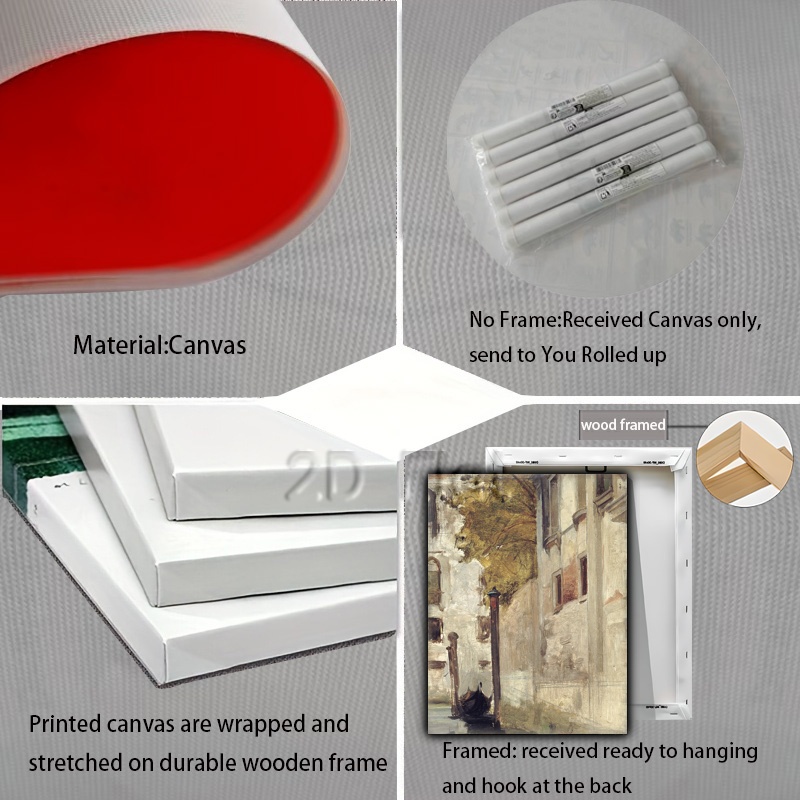 Material:Canvas
No Frame:Received Canvas only,
send to You Rolled up
wood framed
2D
Printed canvas are wrapped and
stretched on durable wooden frame
Framed: received ready to hanging
and hook at the back